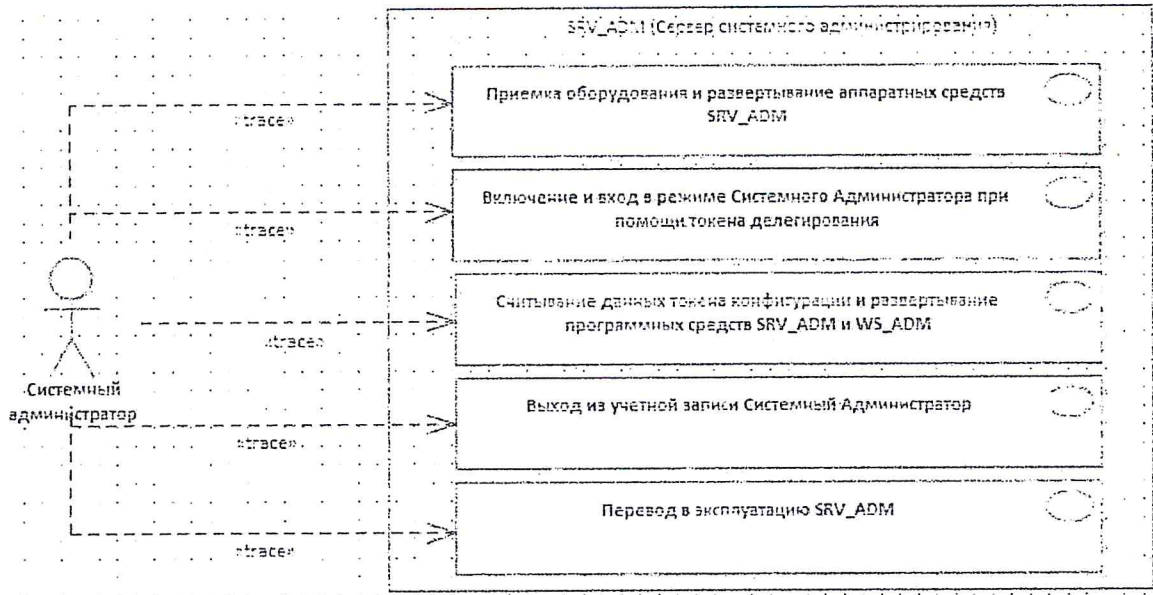 SRV_ADM (Сервер системного администрирования)
Приемка оборудования и развертывание аппаратных средств
SRV_ADM
«trace»
Включение и вход в режиме Системного Администратора при
помощи токена делегирования
«trace»
Считывание данных токена конфигурации и развертывание
программных средств SRV_ADM и WS_ADM
«trace»
Системный
администратор
Выход из учетной записи Системный Администратор
«trace»
Перевод в эксплуатацию SRV_ADM
«trace»